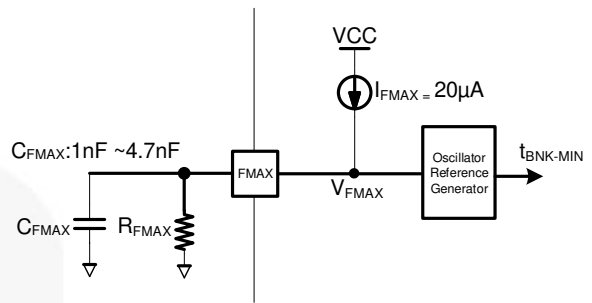 VCC
IFMAX = 20µA
CFMAX:1nF ~4.7nF
FMAX
VFMAX
Oscillator
Reference
Generator
tBNK-MIN
CFMAX
RFMAX